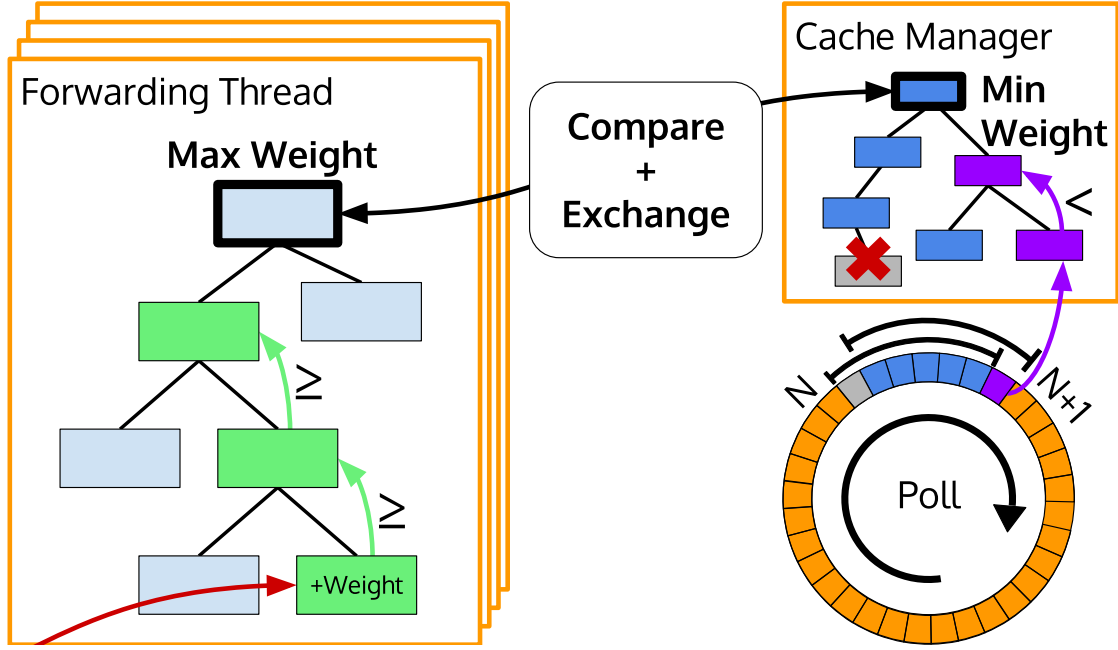 Forwarding Thread
Max Weight
≥
≥
+Weight
Compare
+
Exchange
Cache Manager
Min
Weight
<
N
N+1
Poll